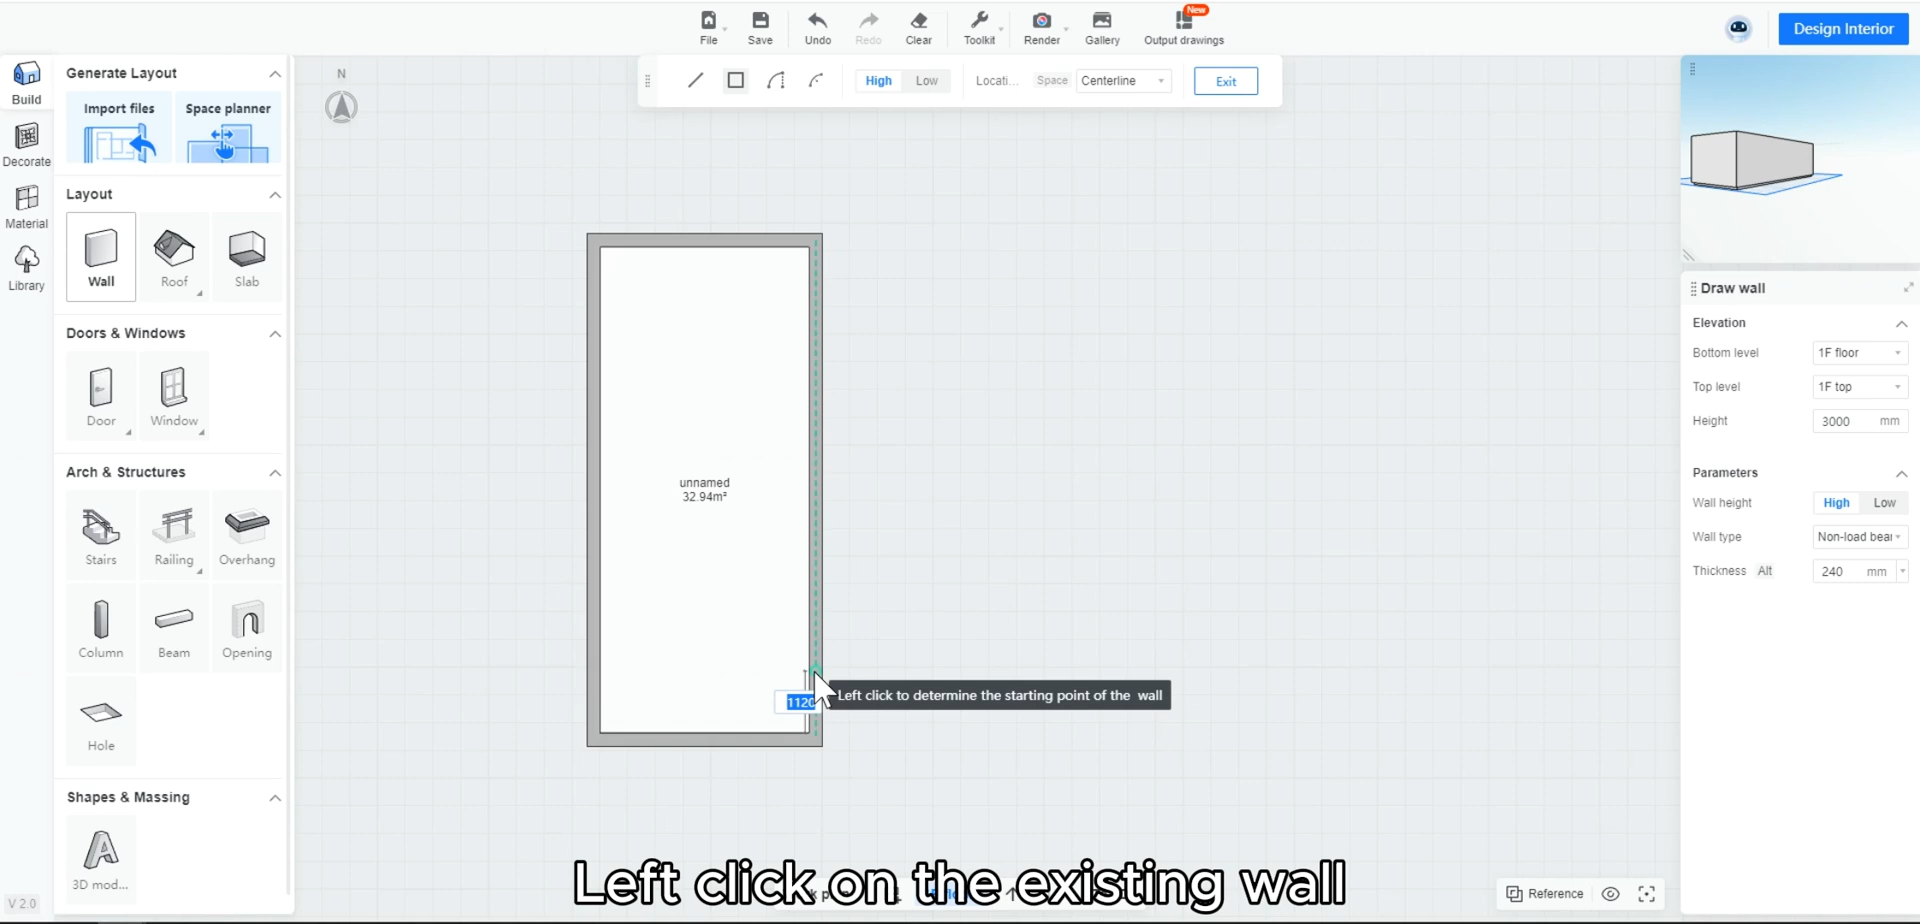 File
Save
Undo
Redo
Clear
Toolkit
Render
Gallery
New
Output drawings
Design Interior
Build
Decorate
Material
Library
V 2.0
Generate Layout
Import files
Space planner
Layout
Wall
Roof
Slab
Doors & Windows
Door
Window
Arch & Structures
Stairs
Railing
Overhang
Column
Beam
Opening
Hole
Shapes & Massing
3D mod...
N
High
Low
Locati...
Space
Centerline
Exit
unnamed
32.94m²
1120
Left click to determine the starting point of the wall
Left click on the existing wall
Reference
Draw wall
Elevation
Bottom level
1F floor
Top level
1F top
Height
3000 mm
Parameters
Wall height
High
Low
Wall type
Non-load bear
Thickness Alt
240 mm